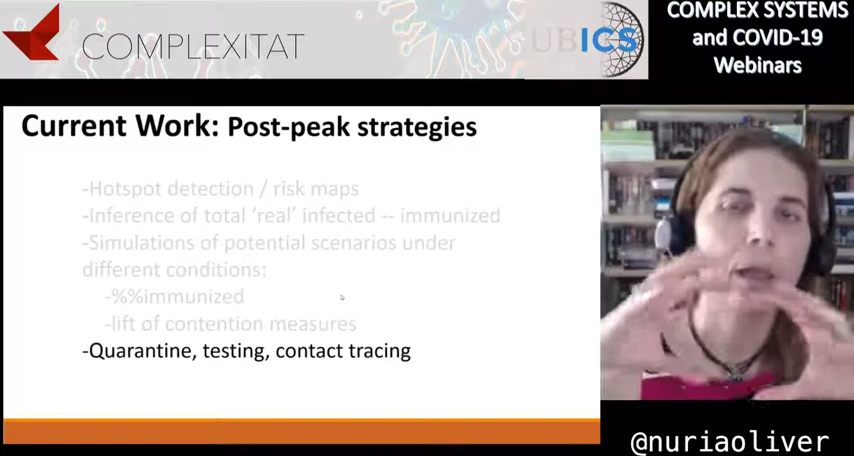 COMPLEXITAT
UBICS
COMPLEX SYSTEMS
and COVID-19
Webinars
Current Work: Post-peak strategies
-Hotspot detection / risk maps
-Inference of total 'real' infected -- immunized
-Simulations of potential scenarios under
different conditions:
-%%immunized
-lift of contention measures
-Quarantine, testing, contact tracing
@nuriaoliver